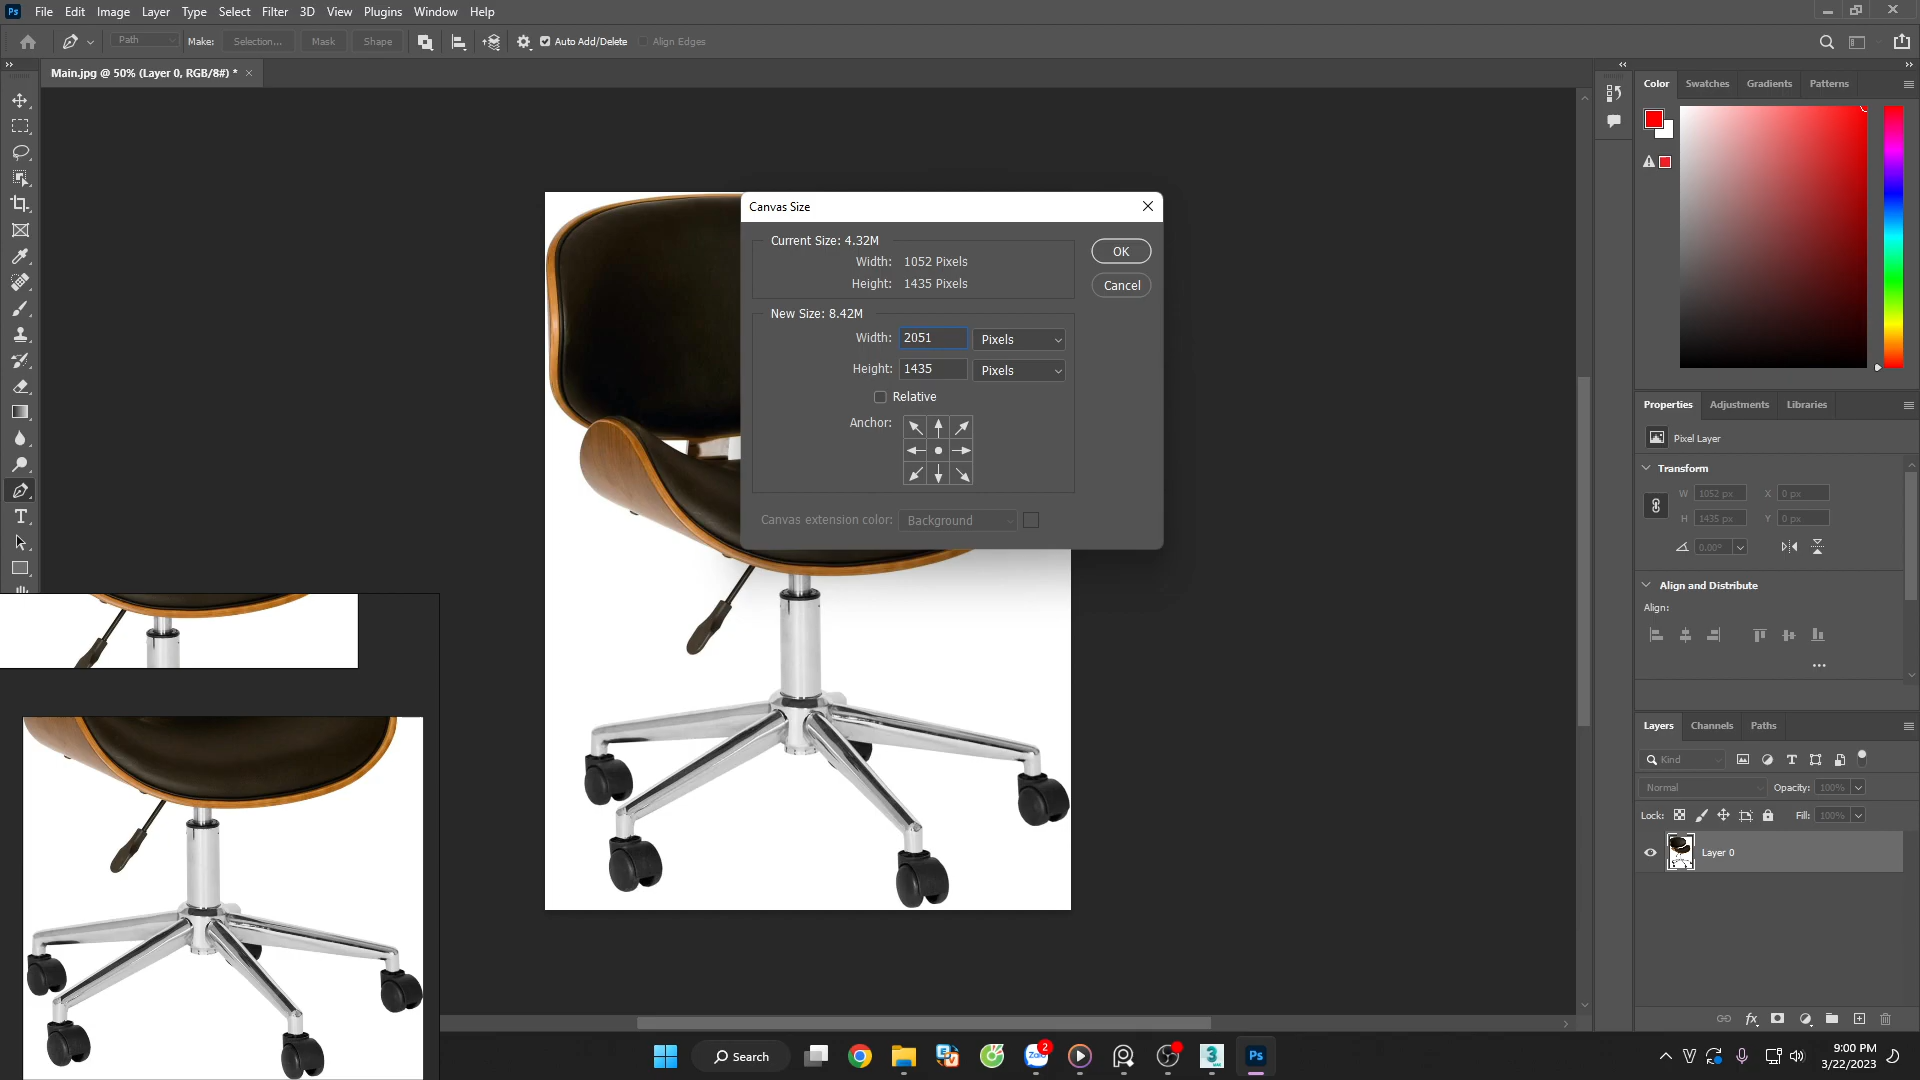 Ps File Edit Image Layer Type Select Filter 3D View Plugins Window Help
Path Make: Selection... Mask Shape Auto Add/Delete Align Edges
Main.jpg @ 50% (Layer 0, RGB/8#) *
Color Swatches Gradients Patterns
Canvas Size
Current Size: 4.32M
Width: 1052 Pixels
Height: 1435 Pixels
OK
Cancel
New Size: 8.42M
Width: 2051 Pixels
Height: 1435 Pixels
Relative
Anchor:
Canvas extension color: Background
Properties Adjustments Libraries
Pixel Layer
Transform
W 1052 px X 0 px
H 1435 px Y 0 px
0.00°
Align and Distribute
Align:
Layers Channels Paths
Kind
Normal Opacity: 100%
Lock: Fill: 100%
Layer 0
Search
Zalo
2
3
Ps
9:00 PM
3/22/2023